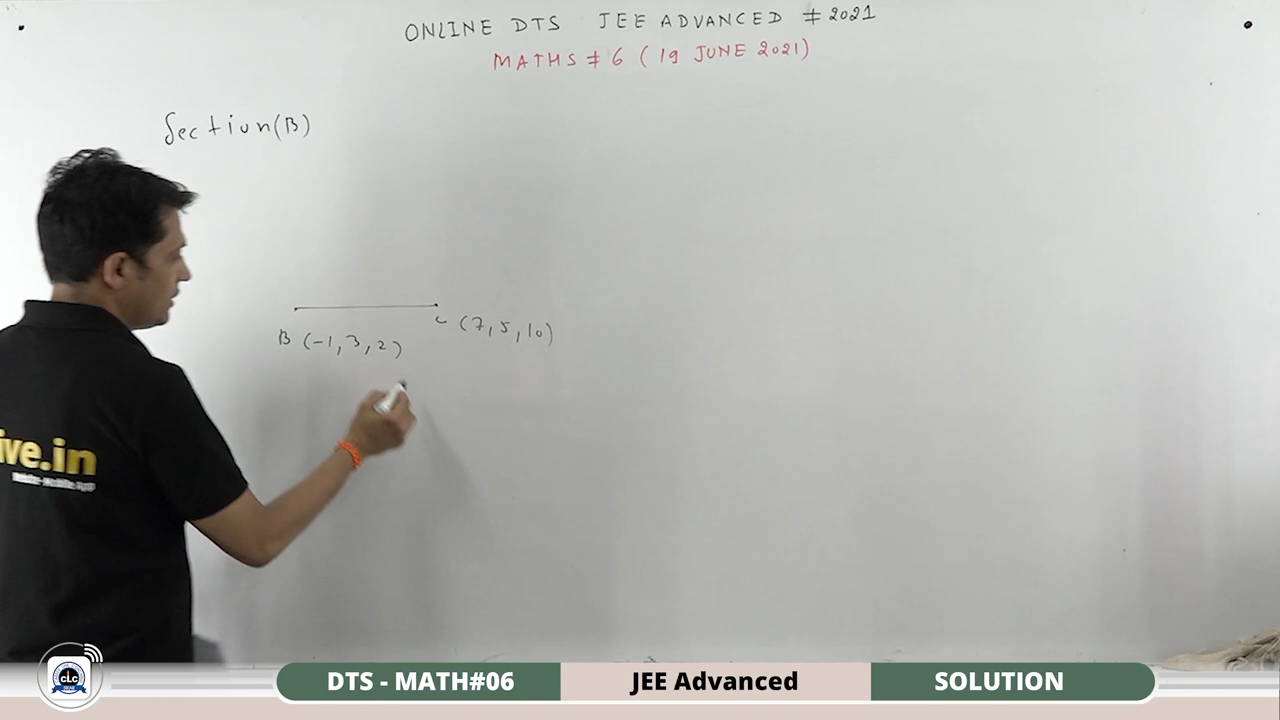 ONLINE DTS JEE ADVANCED # 2021
MATHS # 6 ( 19 JUNE 2021)
Section(B)
C (7, 5, 10)
B (-1, 3, 2)
ive.in
CLC
DTS - MATH#06
JEE Advanced
SOLUTION